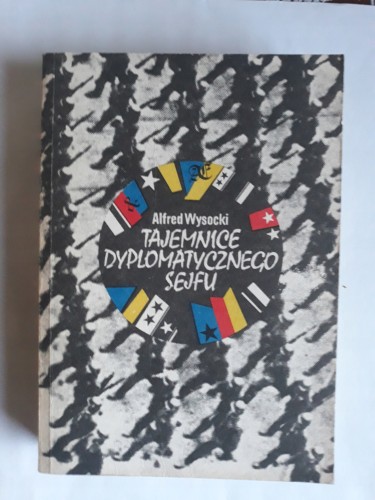 Alfred Wysocki
TAJEMNICE
DYPLOMATYCZNEGO
SEJFU